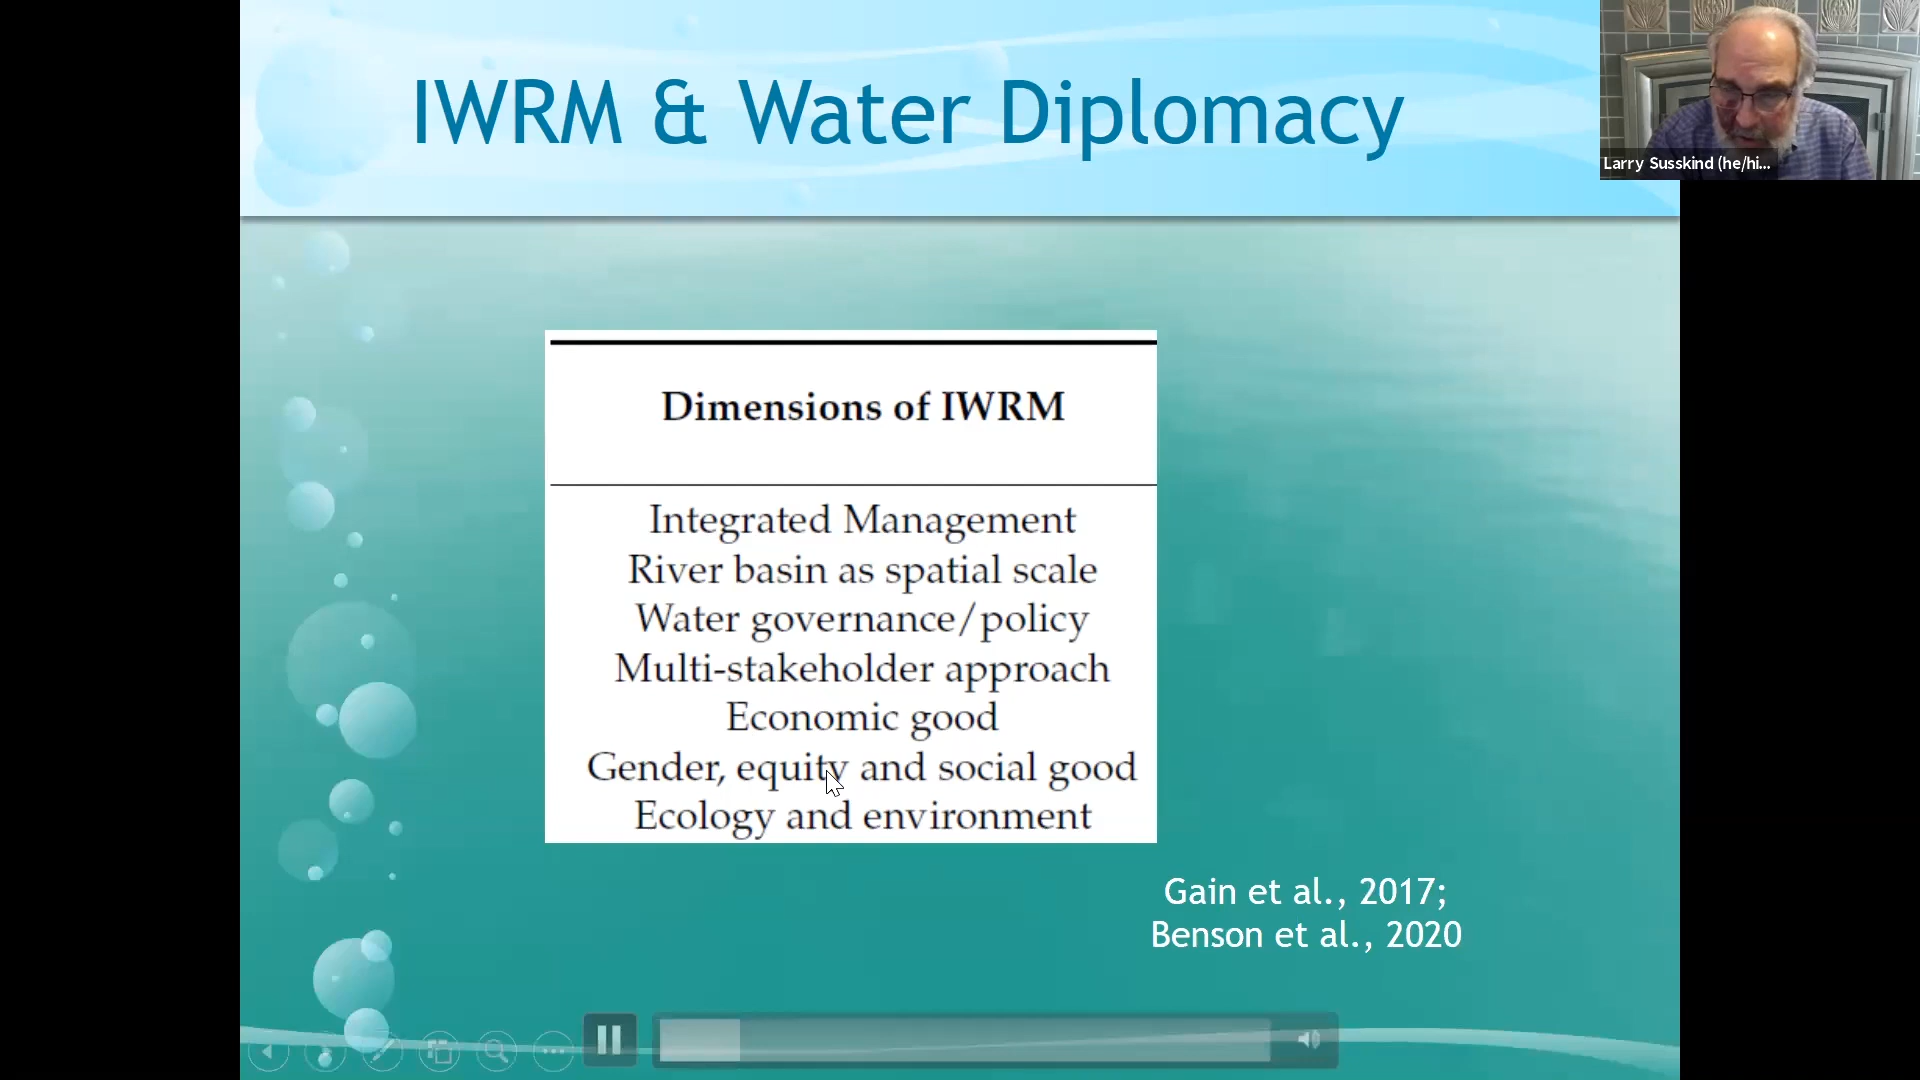 IWRM & Water Diplomacy
Larry Susskind (he/hi...
Dimensions of IWRM
Integrated Management
River basin as spatial scale
Water governance/policy
Multi-stakeholder approach
Economic good
Gender, equity and social good
Ecology and environment
Gain et al., 2017;
Benson et al., 2020